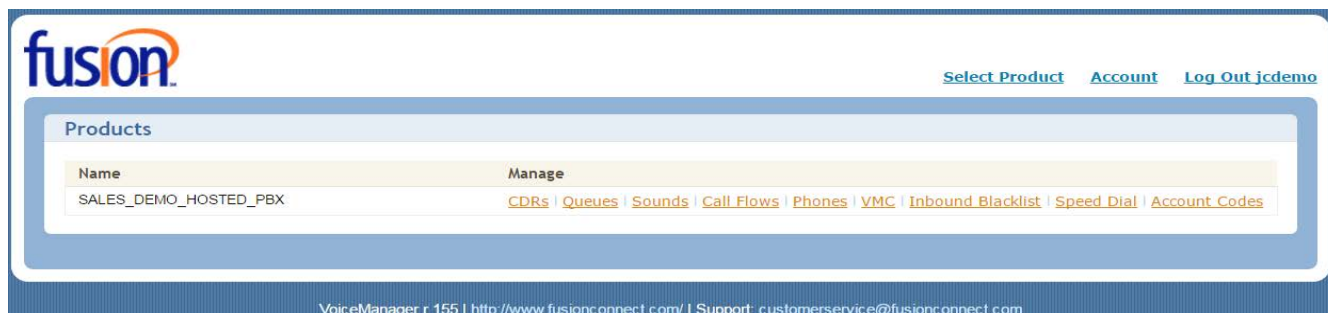 fusion
Select Product Account Log Out jcdemo
Products
Name Manage
SALES_DEMO_HOSTED_PBX CDRs | Queues | Sounds | Call Flows | Phones | VMC | Inbound Blacklist | Speed Dial | Account Codes
VoiceManager r 155 | http://www.fusionconnect.com/ | Support: customerservice@fusionconnect.com